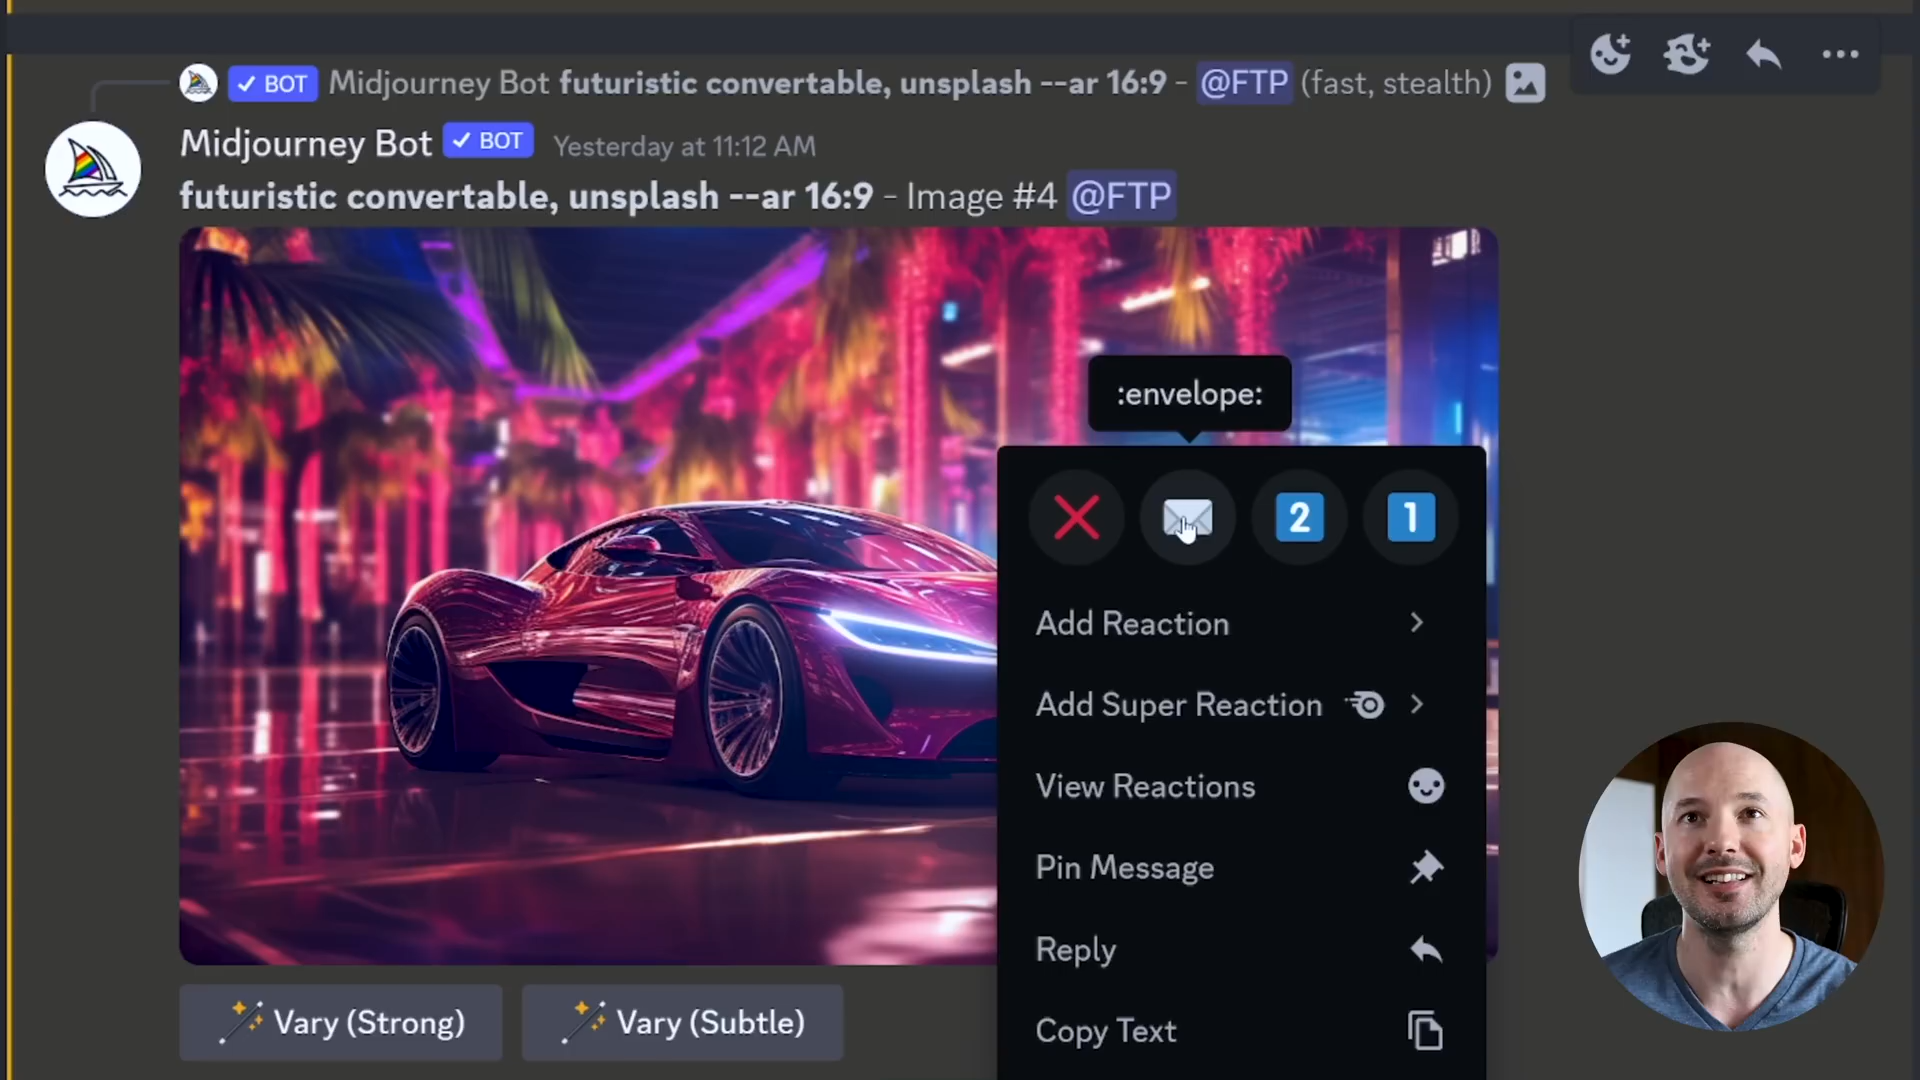 ✓ BOT Midjourney Bot futuristic convertable, unsplash --ar 16:9 - @FTP (fast, stealth)
Midjourney Bot ✓ BOT Yesterday at 11:12 AM
futuristic convertable, unsplash --ar 16:9 - Image #4 @FTP
:envelope:
2 1
Add Reaction
Add Super Reaction
View Reactions
Pin Message
Reply
Copy Text
Vary (Strong) Vary (Subtle)